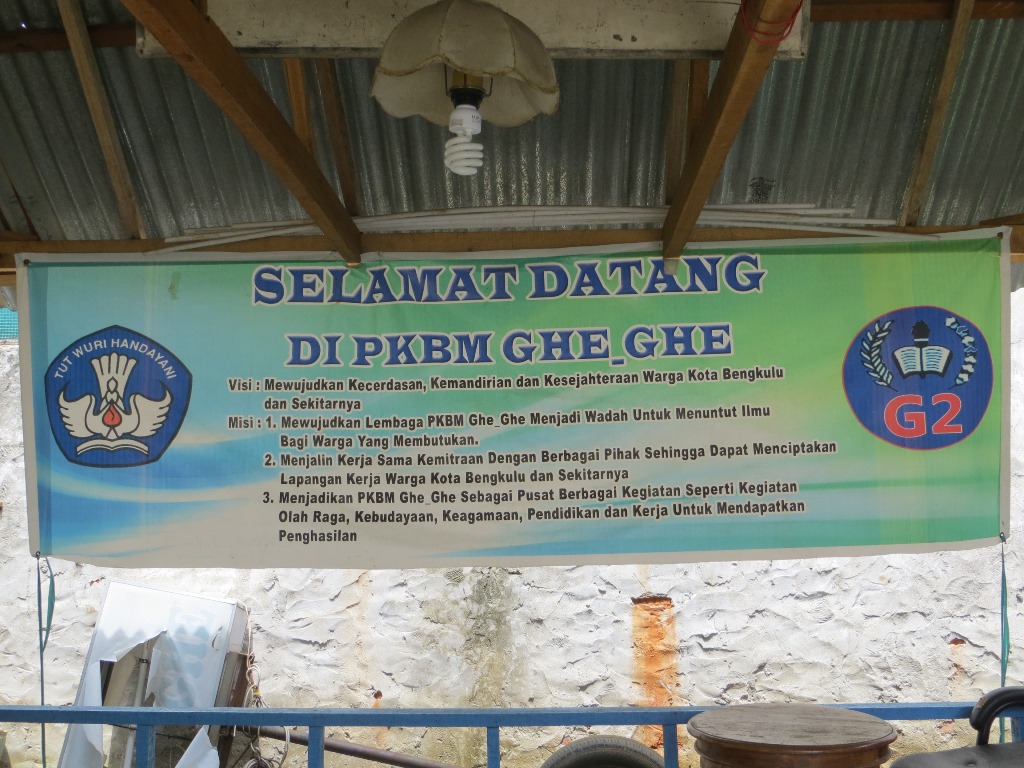 SELAMAT DATANG
DI PKBM GHE_GHE
TUT WURI HANDAYANI
Visi : Mewujudkan Kecerdasan, Kemandirian dan Kesejahteraan Warga Kota Bengkulu
dan Sekitarnya
Misi : 1. Mewujudkan Lembaga PKBM Ghe_Ghe Menjadi Wadah Untuk Menuntut Ilmu
Bagi Warga Yang Membutukan.
2. Menjalin Kerja Sama Kemitraan Dengan Berbagai Pihak Sehingga Dapat Menciptakan
Lapangan Kerja Warga Kota Bengkulu dan Sekitarnya
3. Menjadikan PKBM Ghe_Ghe Sebagai Pusat Berbagai Kegiatan Seperti Kegiatan
Olah Raga, Kebudayaan, Keagamaan, Pendidikan dan Kerja Untuk Mendapatkan
Penghasilan
G2